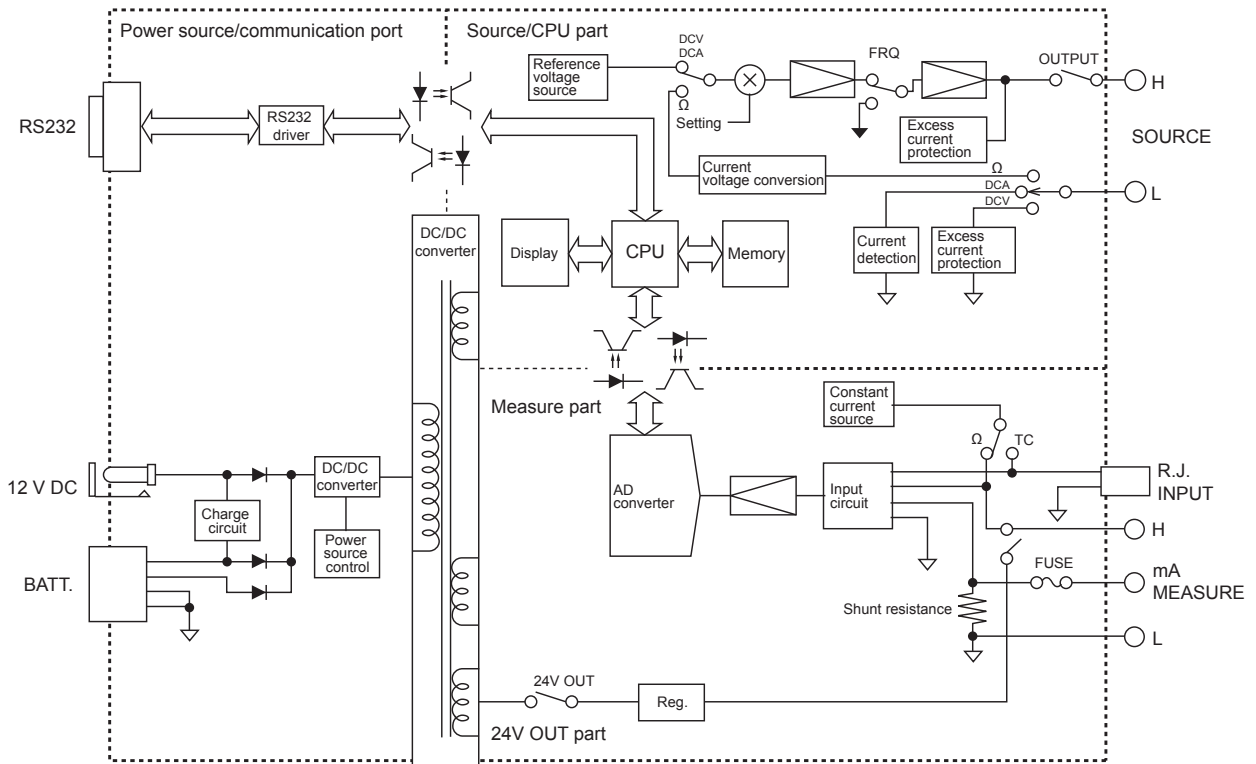 Power source/communication port
Source/CPU part
RS232
RS232
driver
Reference
voltage
source
DCV
DCA
Ω
Setting
FRQ
OUTPUT
H
Excess
current
protection
SOURCE
Current
voltage conversion
Ω
DCA
DCV
L
Current
detection
Excess
current
protection
DC/DC
converter
Display
CPU
Memory
Measure part
Constant
current
source
Ω
TC
12 V DC
Charge
circuit
DC/DC
converter
Power
source
control
BATT.
AD
converter
Input
circuit
R.J.
INPUT
H
FUSE
mA
MEASURE
Shunt resistance
L
24V OUT
Reg.
24V OUT part